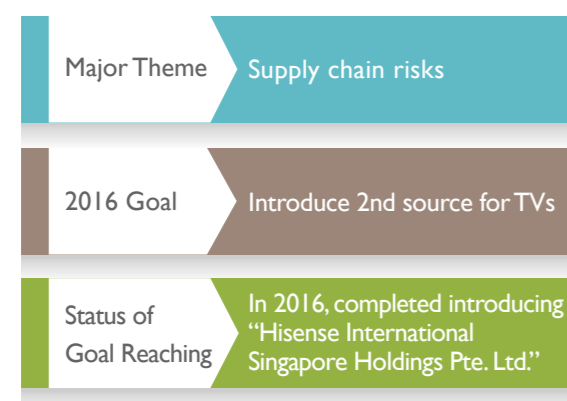 Major Theme
Supply chain risks
2016 Goal
Introduce 2nd source for TVs
Status of
Goal Reaching
In 2016, completed introducing
“Hisense International
Singapore Holdings Pte. Ltd.”